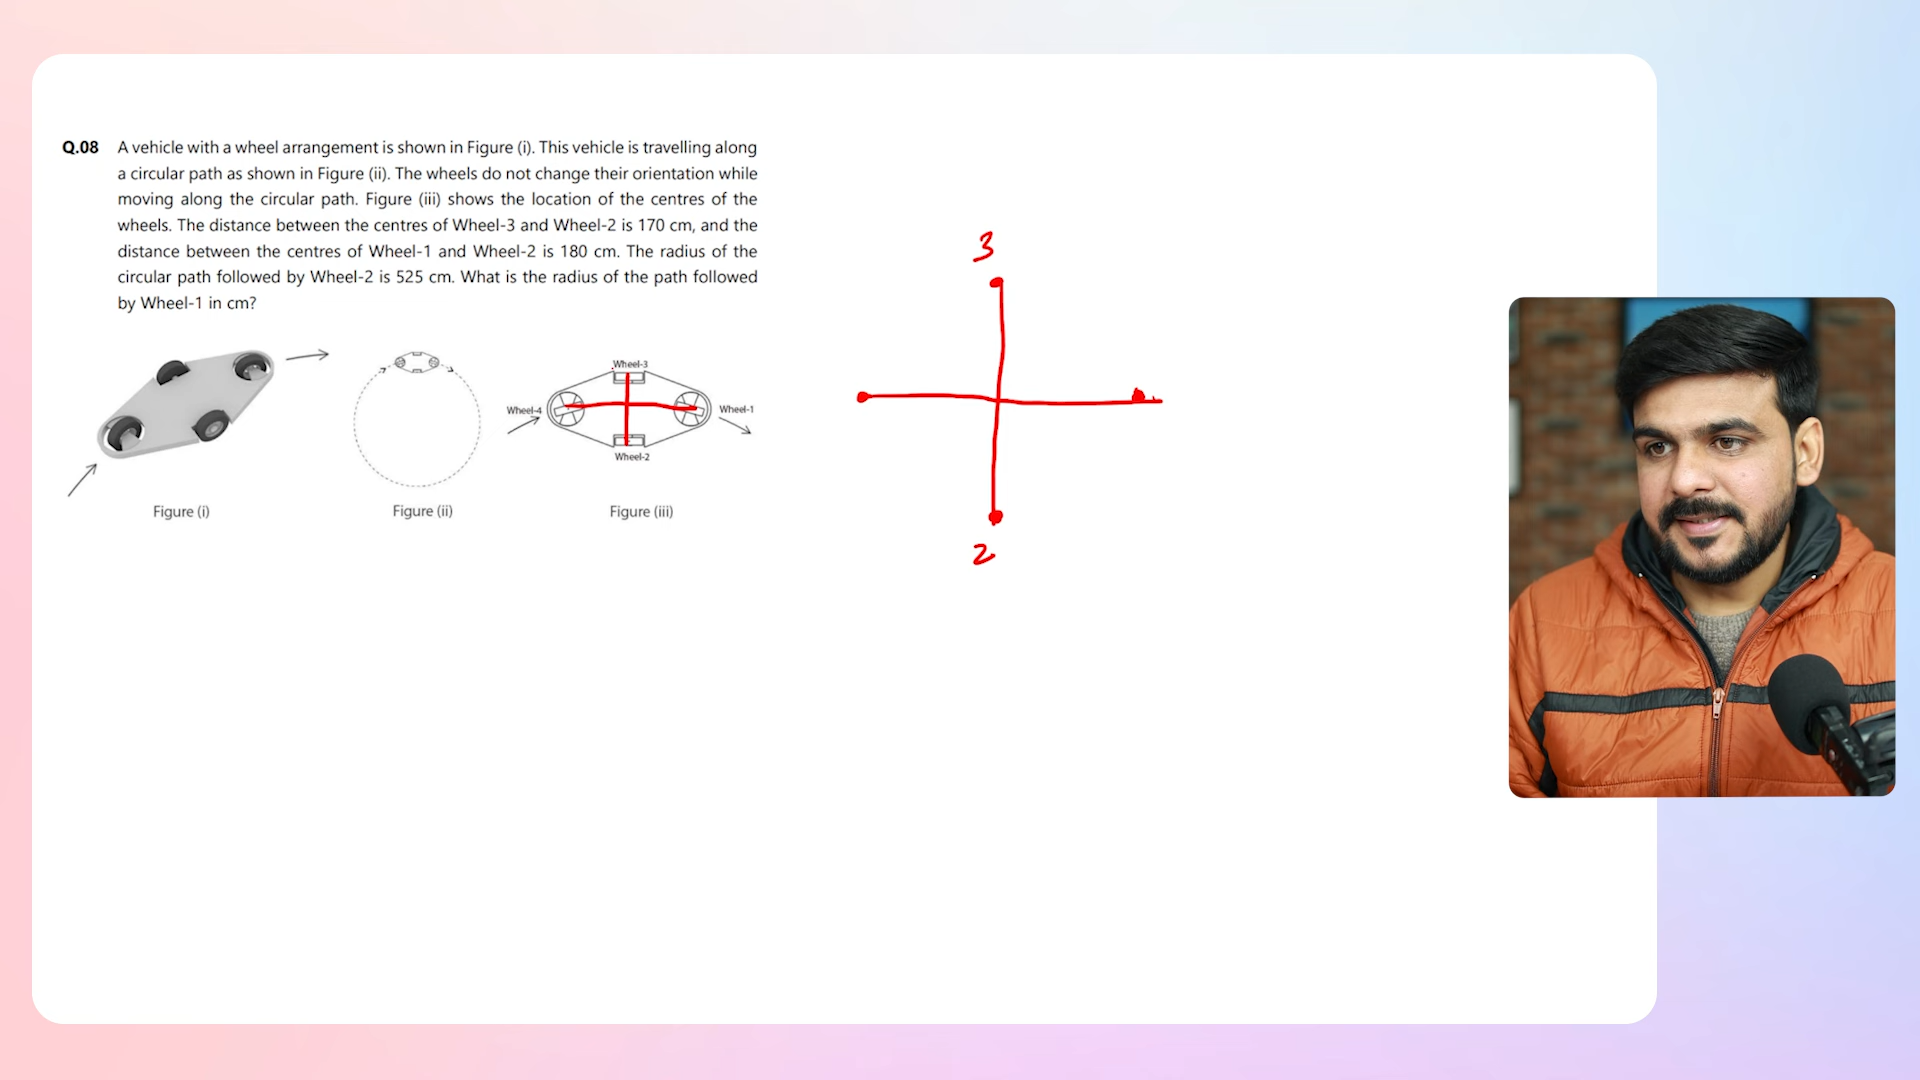 Q.08 A vehicle with a wheel arrangement is shown in Figure (i). This vehicle is travelling along
a circular path as shown in Figure (ii). The wheels do not change their orientation while
moving along the circular path. Figure (iii) shows the location of the centres of the
wheels. The distance between the centres of Wheel-3 and Wheel-2 is 170 cm, and the
distance between the centres of Wheel-1 and Wheel-2 is 180 cm. The radius of the
circular path followed by Wheel-2 is 525 cm. What is the radius of the path followed
by Wheel-1 in cm?
Wheel-3
Wheel-4
Wheel-1
Wheel-2
Figure (i)
Figure (ii)
Figure (iii)
3
2